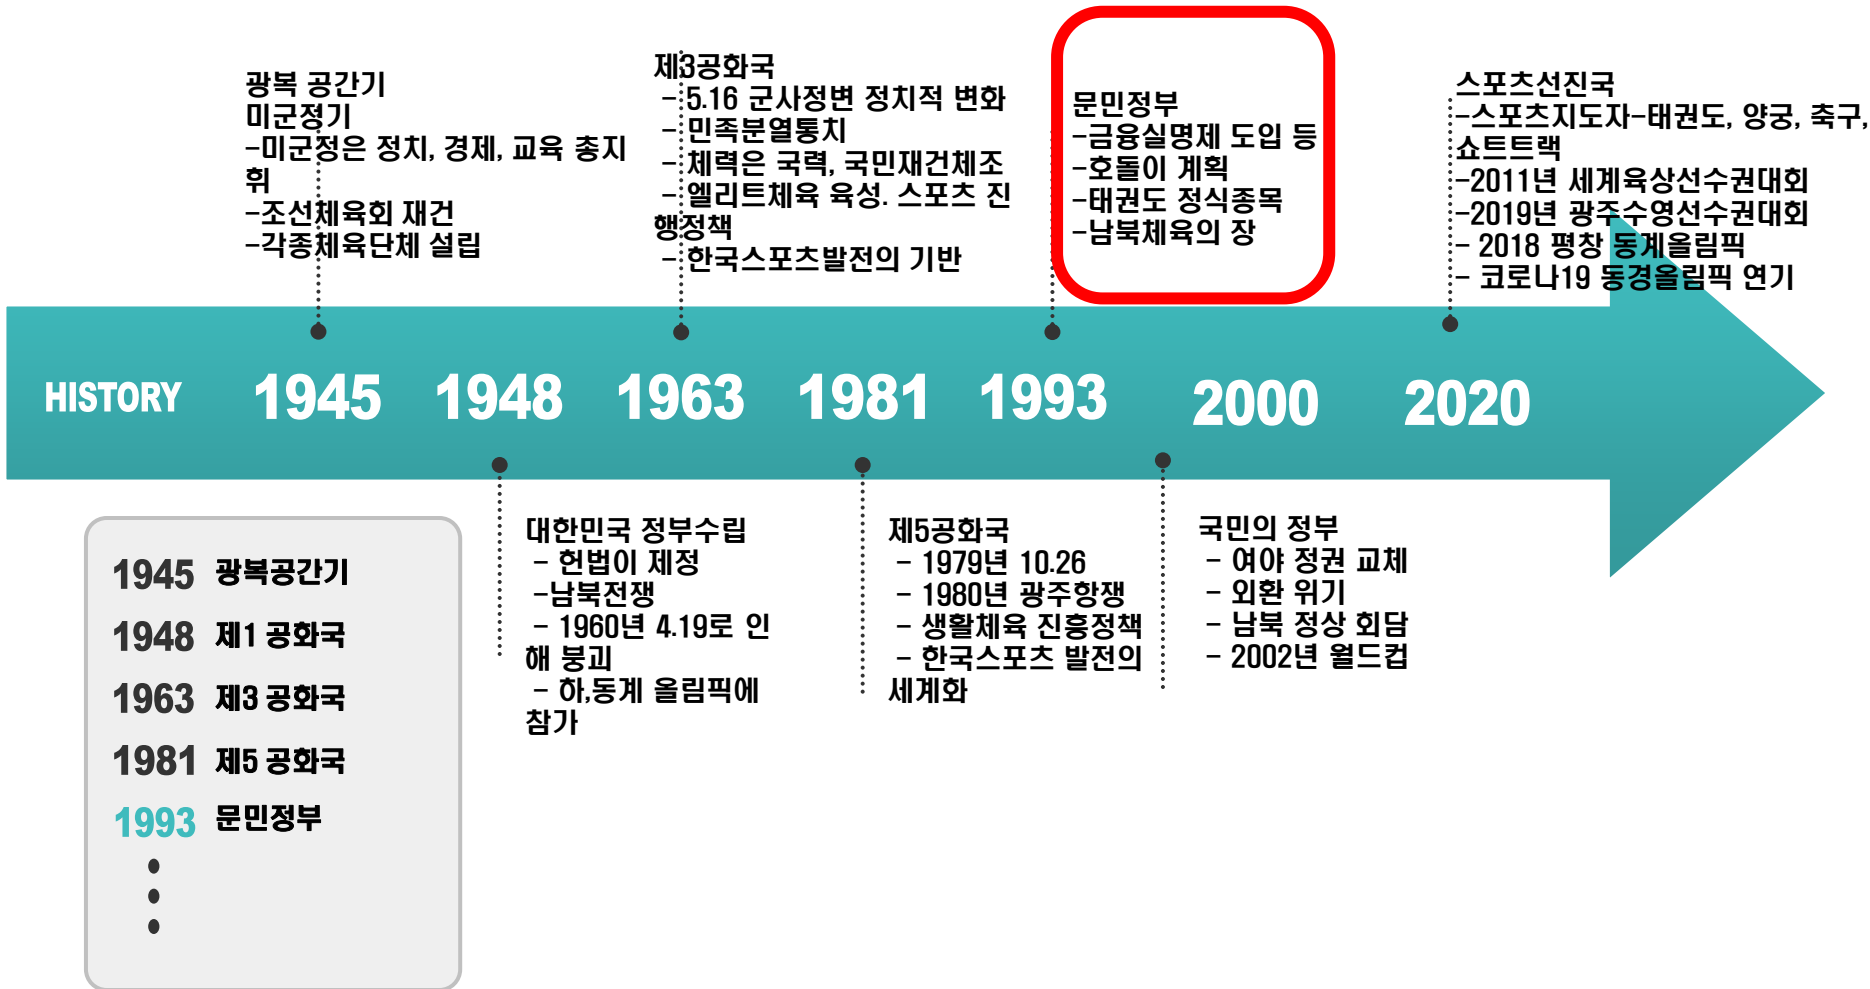 광복 공간기
미군정기
-미군정은 정치, 경제, 교육 총지
휘
-조선체육회 재건
-각종체육단체 설립
제3공화국
- 5.16 군사정변 정치적 변화
- 민족분열통치
- 체력은 국력, 국민재건체조
- 엘리트체육 육성. 스포츠 진
행정책
- 한국스포츠발전의 기반
문민정부
-금융실명제 도입 등
-호돌이 계획
-태권도 정식종목
-남북체육의 장
스포츠선진국
-스포츠지도자-태권도, 양궁, 축구,
쇼트트랙
-2011년 세계육상선수권대회
-2019년 광주수영선수권대회
- 2018 평창 동계올림픽
- 코로나19 동경올림픽 연기
HISTORY 1945 1948 1963 1981 1993 2000 2020
대한민국 정부수립
- 헌법이 제정
-남북전쟁
- 1960년 4.19로 인
해 붕괴
- 하,동계 올림픽에
참가
제5공화국
- 1979년 10.26
- 1980년 광주항쟁
- 생활체육 진흥정책
- 한국스포츠 발전의
세계화
국민의 정부
- 여야 정권 교체
- 외환 위기
- 남북 정상 회담
- 2002년 월드컵
1945 광복공간기
1948 제1 공화국
1963 제3 공화국
1981 제5 공화국
1993 문민정부